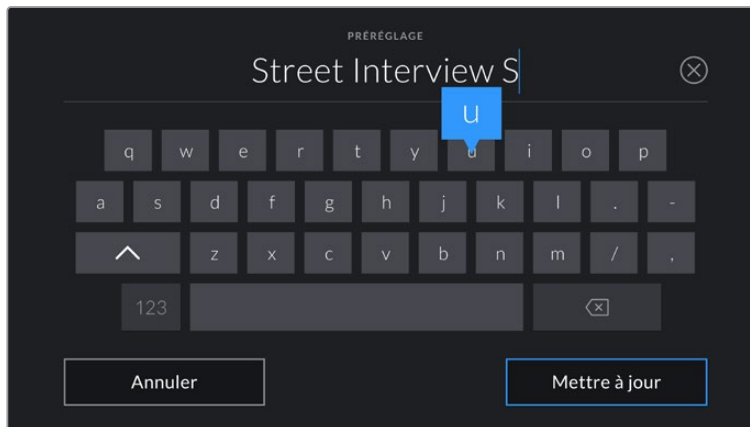 PRÉRÉGLAGE
Street Interview S
u
q w e r t y u i o p
a s d f g h j k l . -
z x c v b n m / ,
123
Annuler Mettre à jour